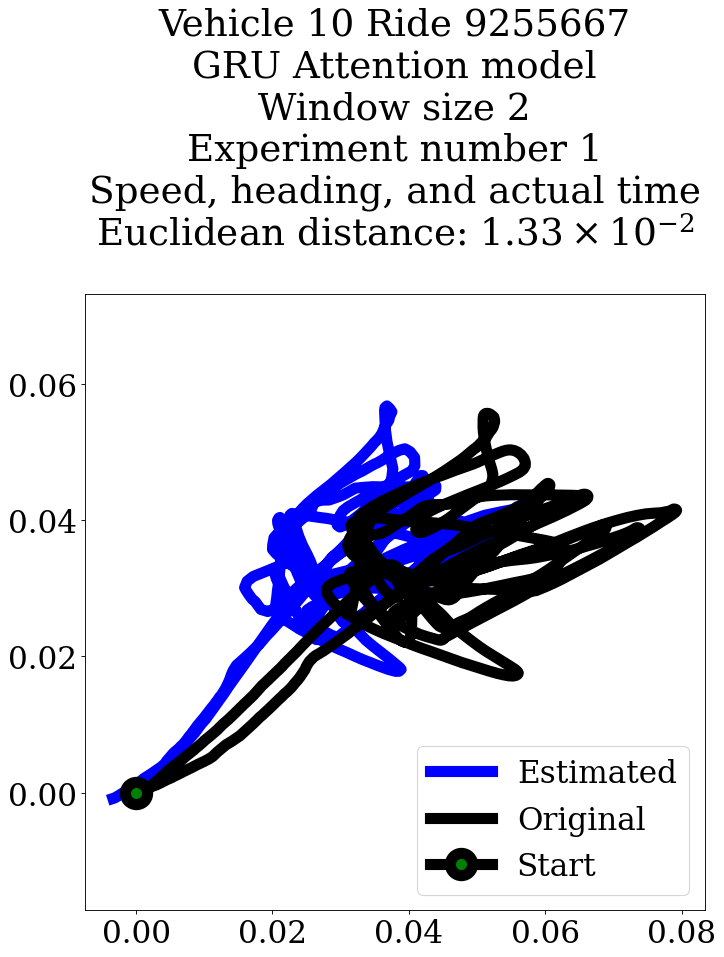 Vehicle 10 Ride 9255667
GRU Attention model
Window size 2
Experiment number 1
Speed, heading, and actual time
Euclidean distance: 1.33 × 10⁻²
0.06
0.04
0.02
0.00
Estimated
Original
Start
0.00 0.02 0.04 0.06 0.08